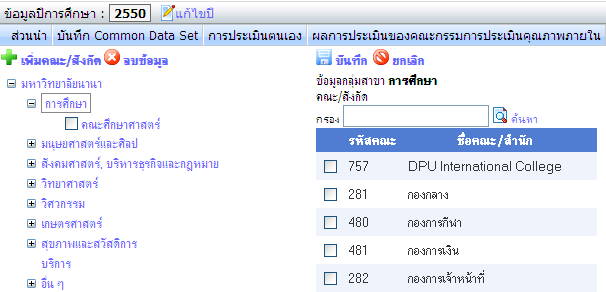 ข้อมูลปีการศึกษา : 2550 แก้ไขปี
ส่วนนำ บันทึก Common Data Set การประเมินตนเอง ผลการประเมินของคณะกรรมการประเมินคุณภาพภายใน
เพิ่มคณะ/สังกัด ลบข้อมูล
มหาวิทยาลัยนานา
การศึกษา
คณะศึกษาศาสตร์
มนุษยศาสตร์และศิลป
สังคมศาสตร์, บริหารธุรกิจและกฎหมาย
วิทยาศาสตร์
วิศวกรรม
เกษตรศาสตร์
สุขภาพและสวัสดิการ
บริการ
อื่น ๆ
บันทึก ยกเลิก
ข้อมูลกลุ่มสาขา การศึกษา
คณะ/สังกัด
กรอง ค้นหา
รหัสคณะ ชื่อคณะ/สำนัก
757 DPU International College
281 กองกลาง
480 กองการกีฬา
481 กองการเงิน
282 กองการเจ้าหน้าที่